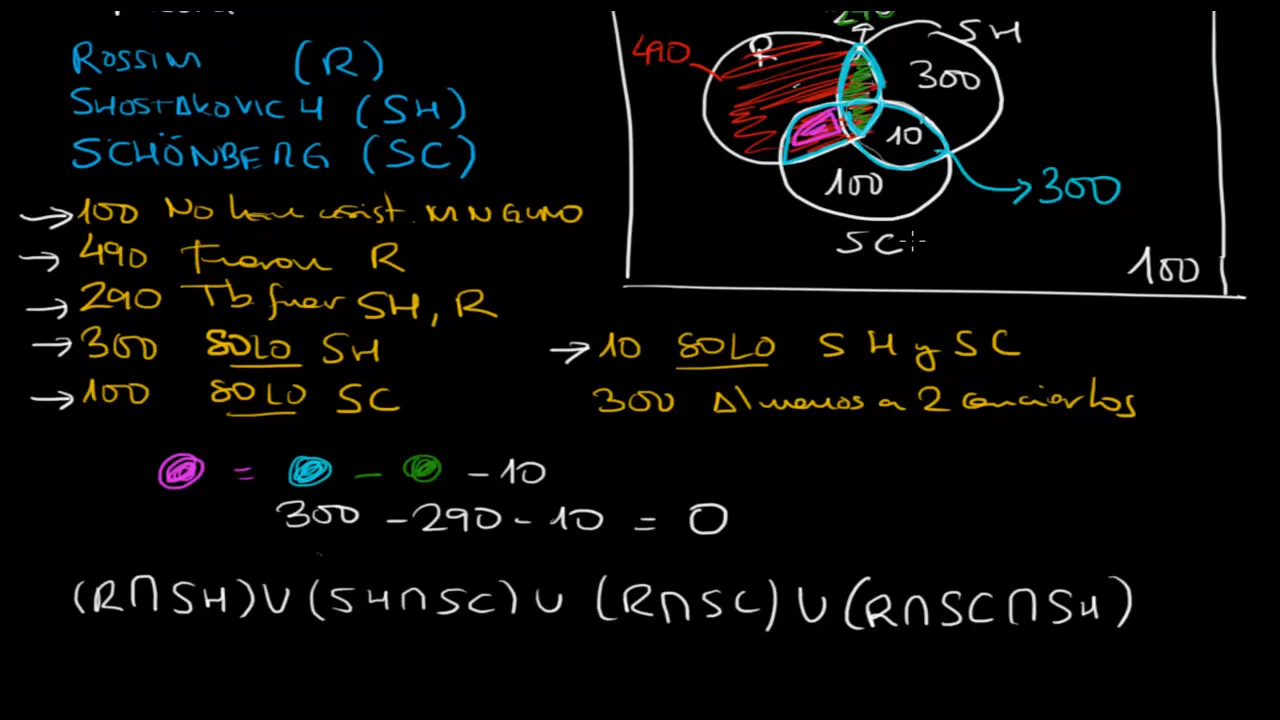 ROSSINI (R)
SHOSTAKOVICH (SH)
SCHÖNBERG (SC)
→ 100 No han asist. NINGUNO
→ 490 Fueron R
→ 290 Tb fuer SH, R
→ 300 SOLO SH
→ 100 SOLO SC
→ 10 SOLO SH y SC
300 Al menos a 2 conciertos
290
490 R SH
300
10
100 → 300
SC
100
= - - 10
300 - 290 - 10 = 0
(R∩SH)∪(SH∩SC)∪(R∩SC)∪(R∩SC∩SH)